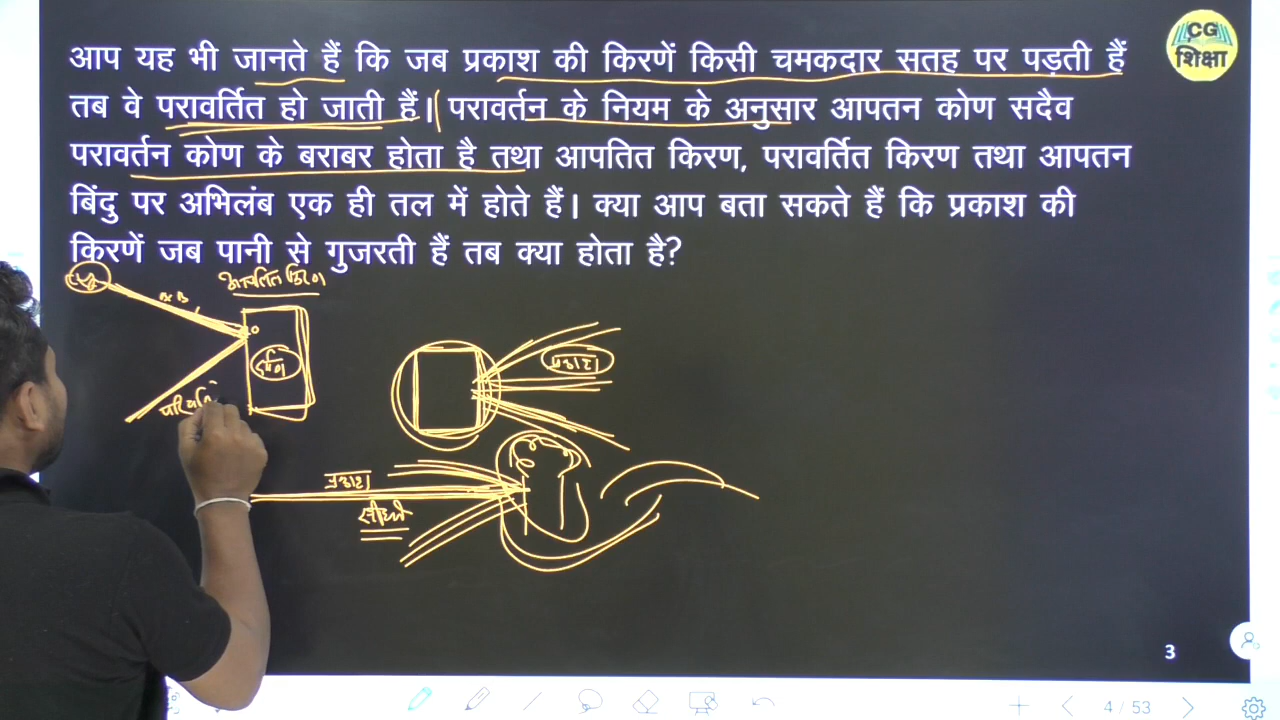 CG
शिक्षा
आप यह भी जानते हैं कि जब प्रकाश की किरणें किसी चमकदार सतह पर पड़ती हैं
तब वे परावर्तित हो जाती हैं। परावर्तन के नियम के अनुसार आपतन कोण सदैव
परावर्तन कोण के बराबर होता है तथा आपतित किरण, परावर्तित किरण तथा आपतन
बिंदु पर अभिलंब एक ही तल में होते हैं। क्या आप बता सकते हैं कि प्रकाश की
किरणें जब पानी से गुजरती हैं तब क्या होता है?
प्रकाश
प्रकाश
3
4 / 53